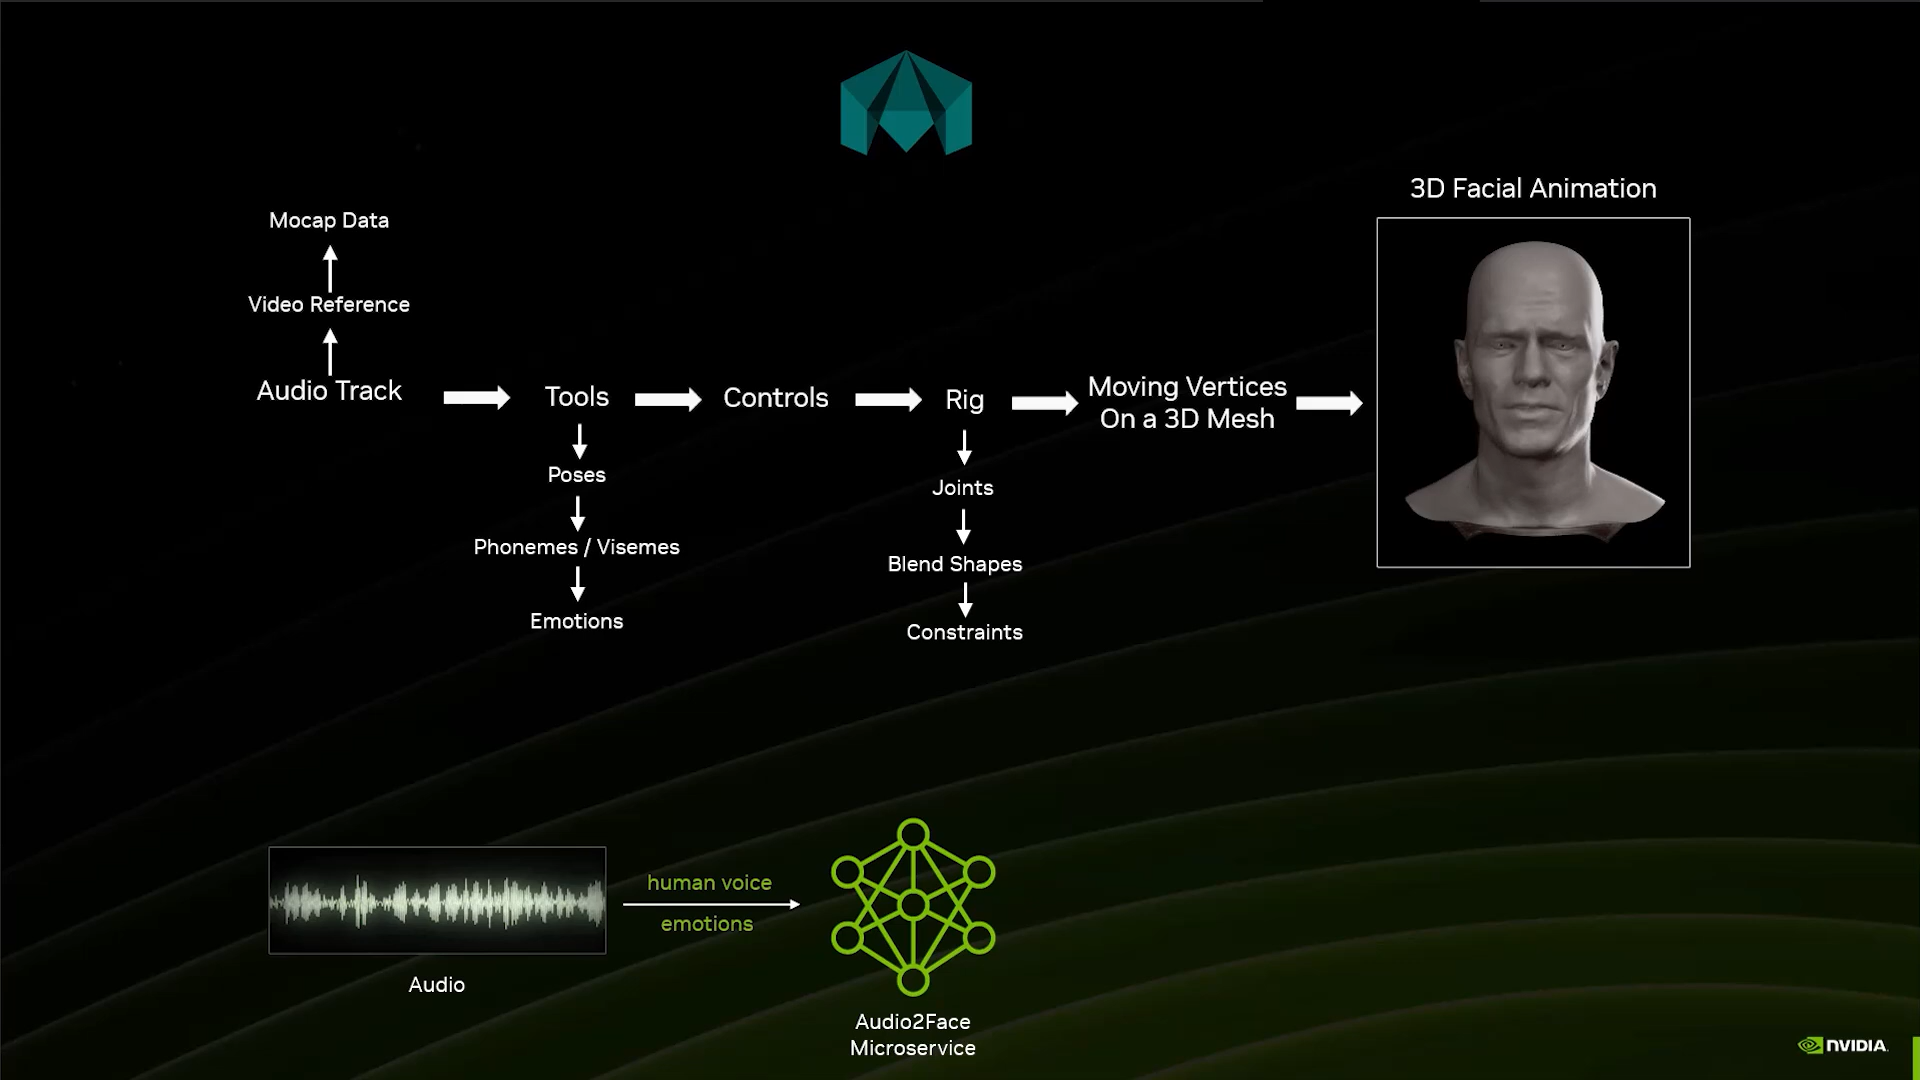 3D Facial Animation
Mocap Data
Video Reference
Audio Track
Tools
Controls
Rig
Moving Vertices
On a 3D Mesh
Poses
Joints
Phonemes / Visemes
Blend Shapes
Emotions
Constraints
human voice
emotions
Audio
Audio2Face
Microservice
NVIDIA.